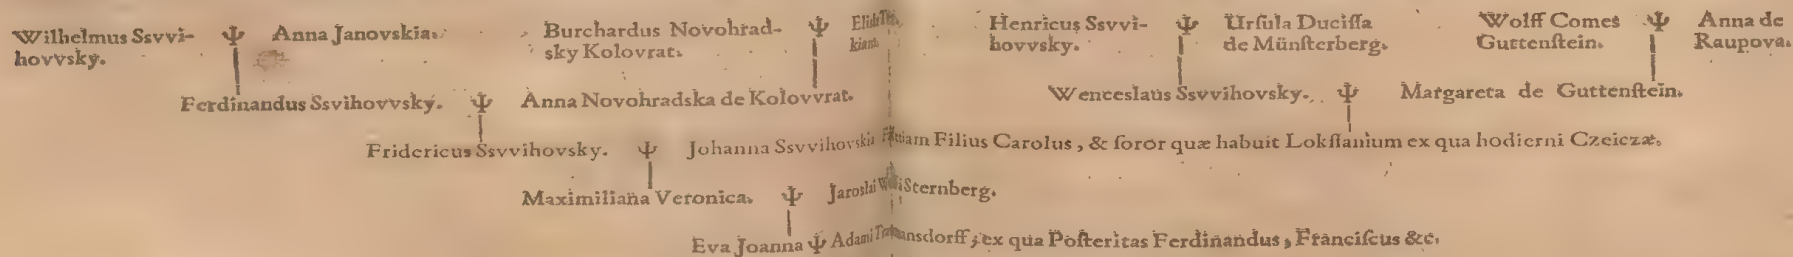 Wilhelmus Ssvvi- Ψ Anna Janovskia.
hovvsky.
Burchardus Novohrad- Ψ
sky Kolovrat.
Henricus Ssvvi- Ψ Urſula Duciſſa
hovvsky. de Münſterberg.
Wolff Comes Ψ Anna de
Guttenſtein. Raupova.
Ferdinandus Ssvihovvsky. Ψ Anna Novohradska de Kolovvrat.
Wenceslaus Ssvvihovsky. Ψ Margareta de Guttenſtein.
Fridericus Ssvvihovsky. Ψ Johanna Ssvvihovskia Filius Carolus, & ſoror quæ habuit Lokſſanium ex qua hodierni Czeiczæ.
Maximiliana Veronica. Ψ Jaroslai Sternberg.
Eva Joanna Ψ Adami ex qua Poſteritas Ferdinandus, Franciſcus &c.